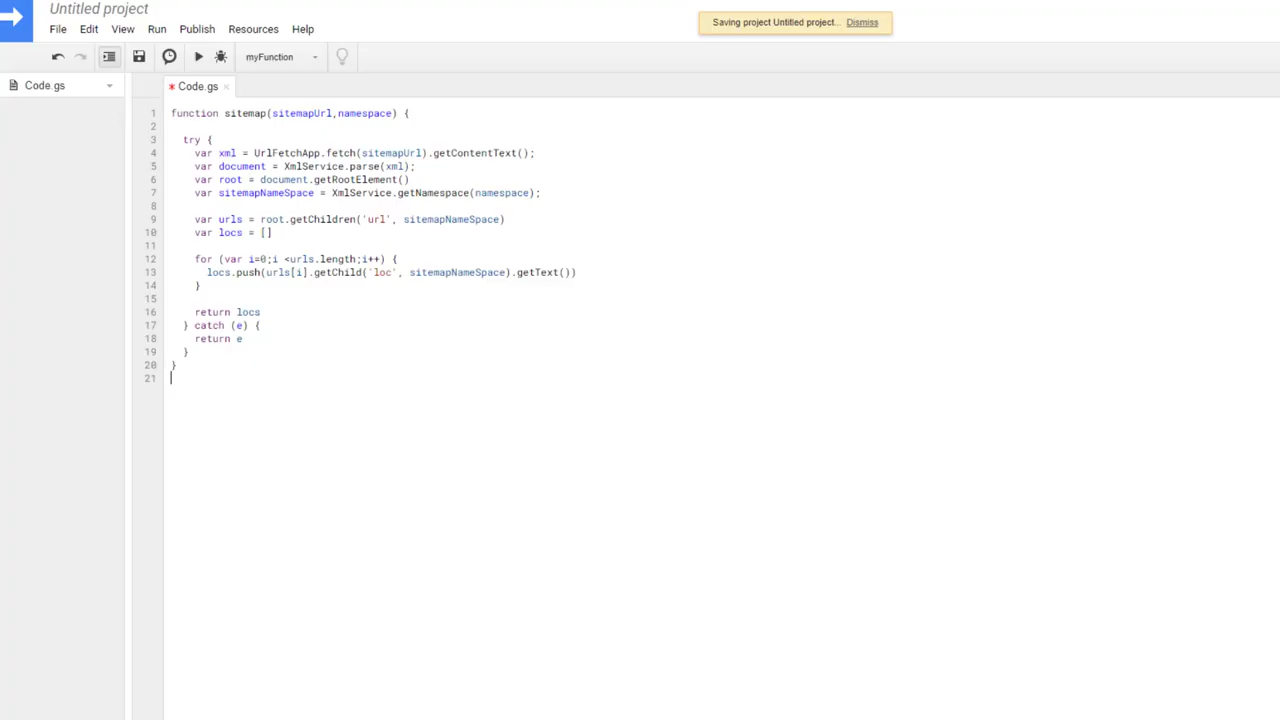 Untitled project
Saving project Untitled project... Dismiss
File Edit View Run Publish Resources Help
myFunction
Code.gs
* Code.gs ×
1 function sitemap(sitemapUrl,namespace) {
2
3 try {
4 var xml = UrlFetchApp.fetch(sitemapUrl).getContentText();
5 var document = XmlService.parse(xml);
6 var root = document.getRootElement()
7 var sitemapNameSpace = XmlService.getNamespace(namespace);
8
9 var urls = root.getChildren('url', sitemapNameSpace)
10 var locs = []
11
12 for (var i=0;i <urls.length;i++) {
13 locs.push(urls[i].getChild('loc', sitemapNameSpace).getText())
14 }
15
16 return locs
17 } catch (e) {
18 return e
19 }
20 }
21